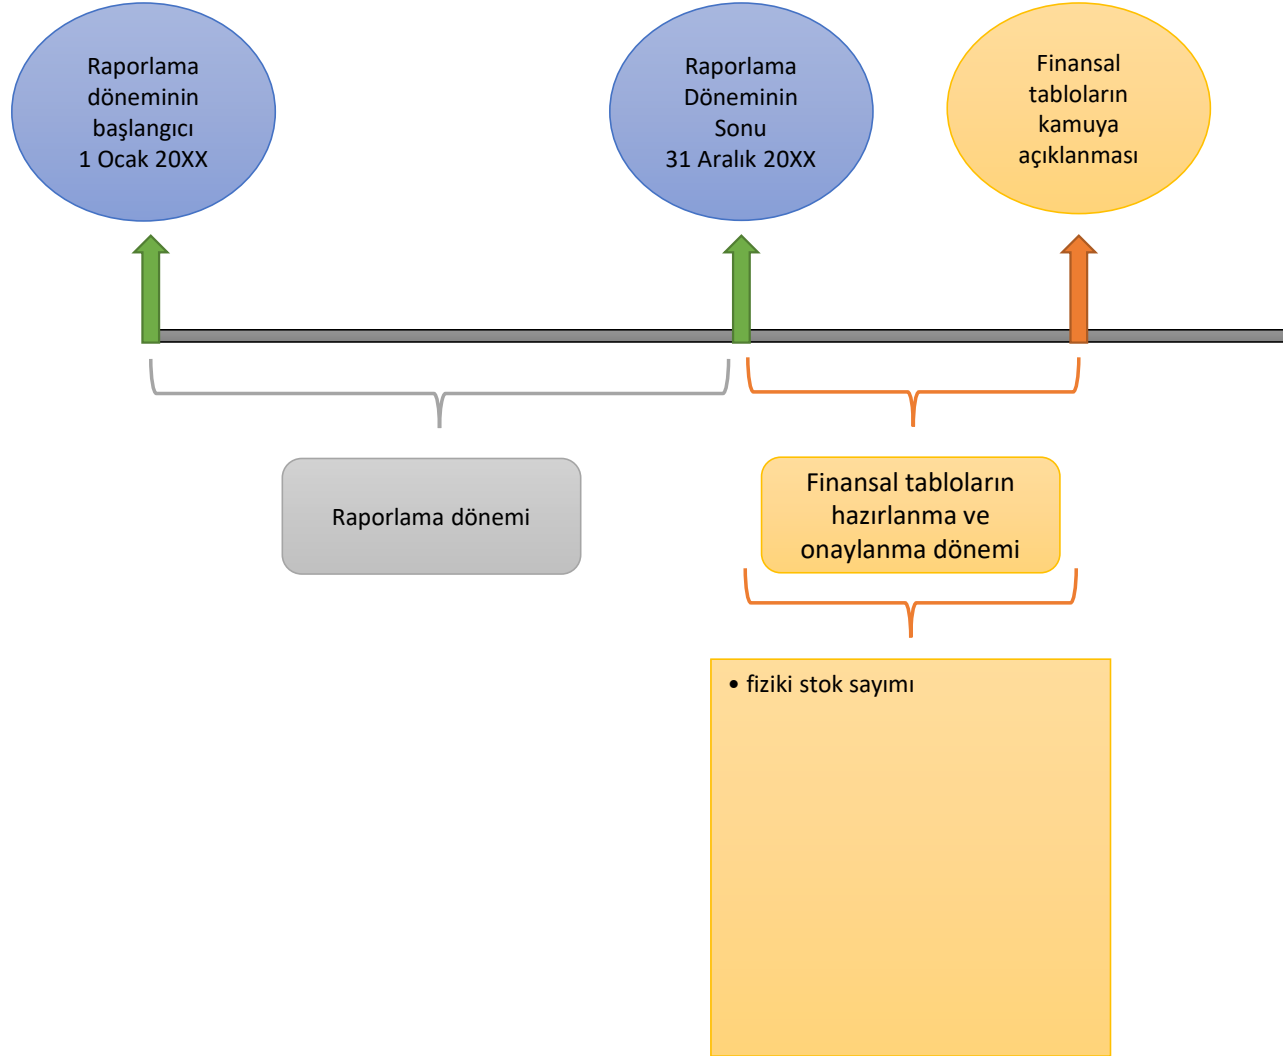 Raporlama
döneminin
başlangıcı
1 Ocak 20XX
Raporlama
Döneminin
Sonu
31 Aralık 20XX
Finansal
tabloların
kamuya
açıklanması
Raporlama dönemi
Finansal tabloların
hazırlanma ve
onaylanma dönemi
• fiziki stok sayımı